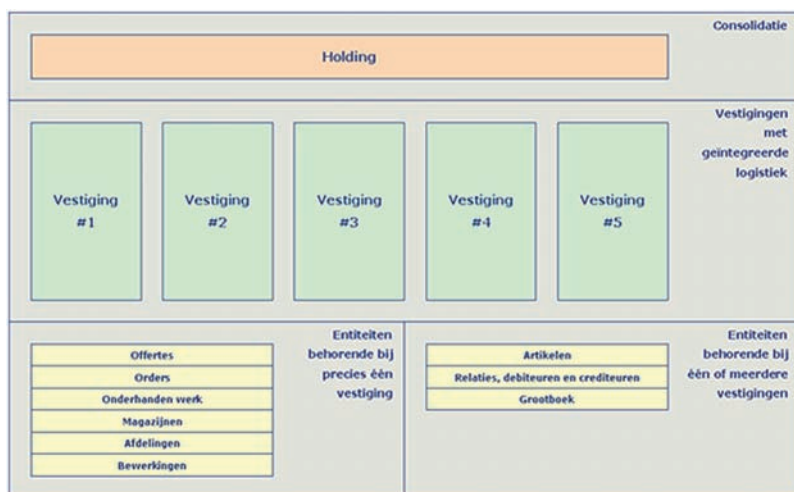 Consolidatie
Holding
Vestigingen
met
geïntegreerde
logistiek
Vestiging
#1
Vestiging
#2
Vestiging
#3
Vestiging
#4
Vestiging
#5
Entiteiten
behorende bij
precies één
vestiging
Offertes
Orders
Onderhanden werk
Magazijnen
Afdelingen
Bewerkingen
Entiteiten
behorende bij
één of meerdere
vestigingen
Artikelen
Relaties, debiteuren en crediteuren
Grootboek